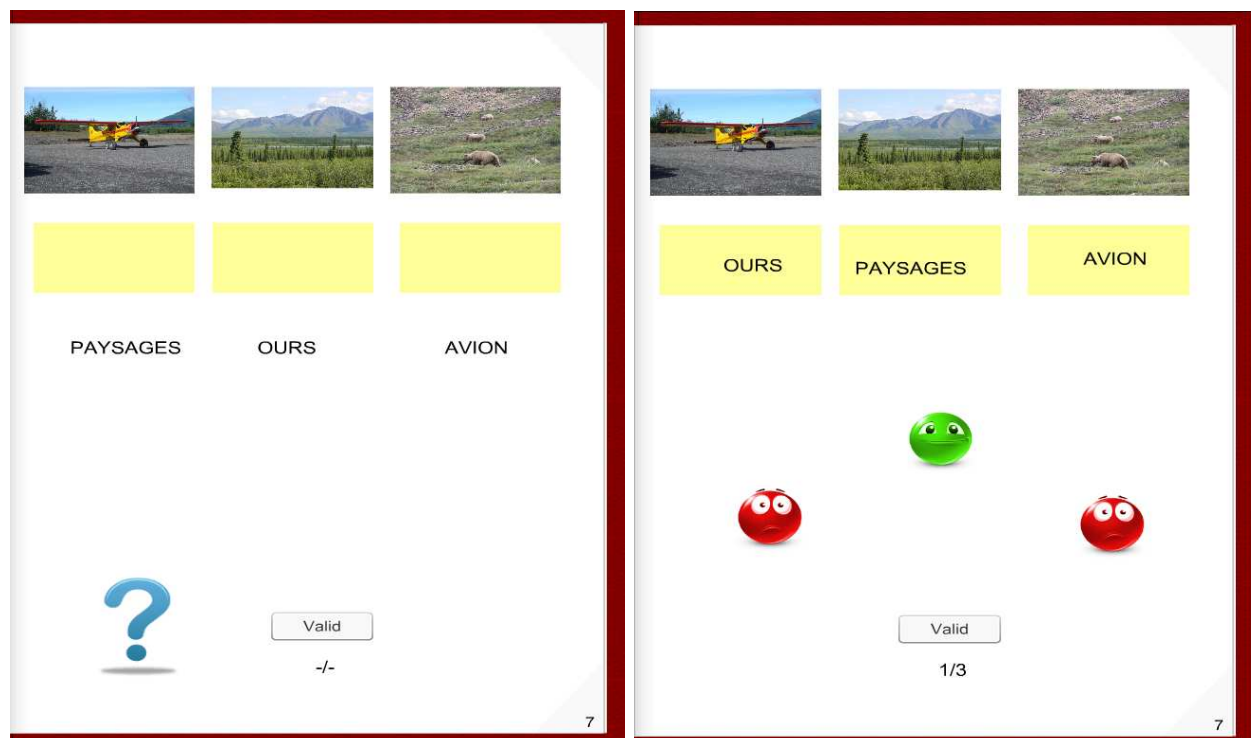 PAYSAGES OURS AVION
Valid
-/-
7
OURS PAYSAGES AVION
Valid
1/3
7